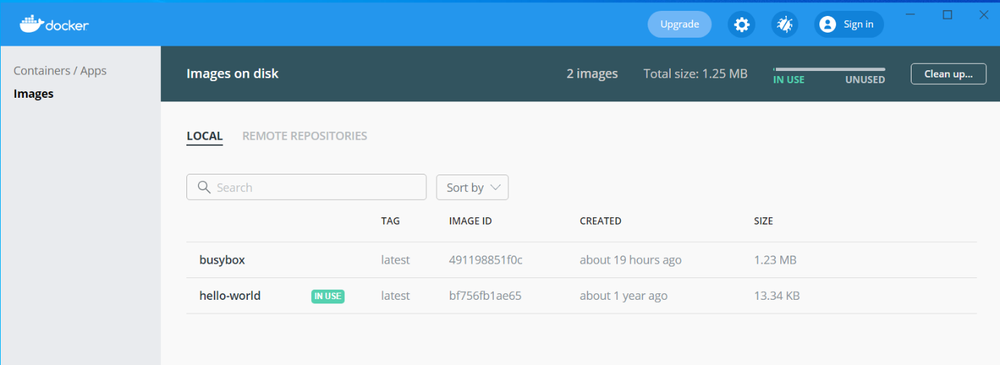 docker
Upgrade
Sign in
Containers / Apps
Images
Images on disk
2 images
Total size: 1.25 MB
IN USE
UNUSED
Clean up...
LOCAL
REMOTE REPOSITORIES
Search
Sort by
TAG IMAGE ID CREATED SIZE
busybox latest 491198851f0c about 19 hours ago 1.23 MB
hello-world IN USE latest bf756fb1ae65 about 1 year ago 13.34 KB